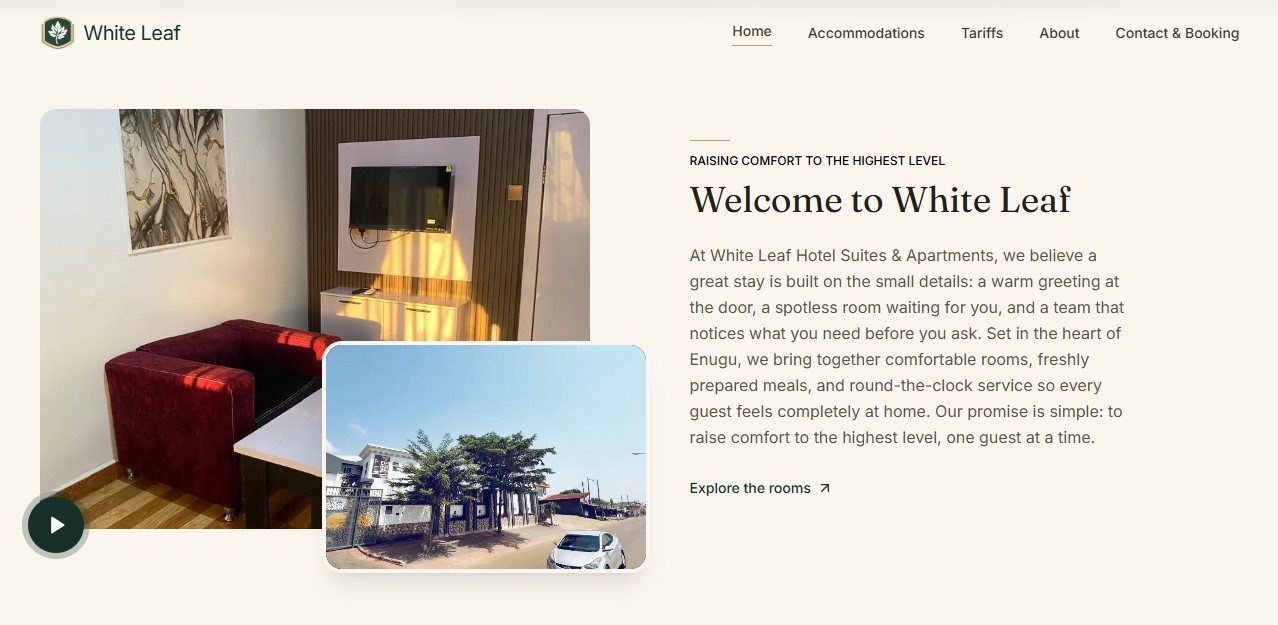 White Leaf
Home
Accommodations
Tariffs
About
Contact & Booking
RAISING COMFORT TO THE HIGHEST LEVEL
Welcome to White Leaf
At White Leaf Hotel Suites & Apartments, we believe a
great stay is built on the small details: a warm greeting at
the door, a spotless room waiting for you, and a team that
notices what you need before you ask. Set in the heart of
Enugu, we bring together comfortable rooms, freshly
prepared meals, and round-the-clock service so every
guest feels completely at home. Our promise is simple: to
raise comfort to the highest level, one guest at a time.
Explore the rooms